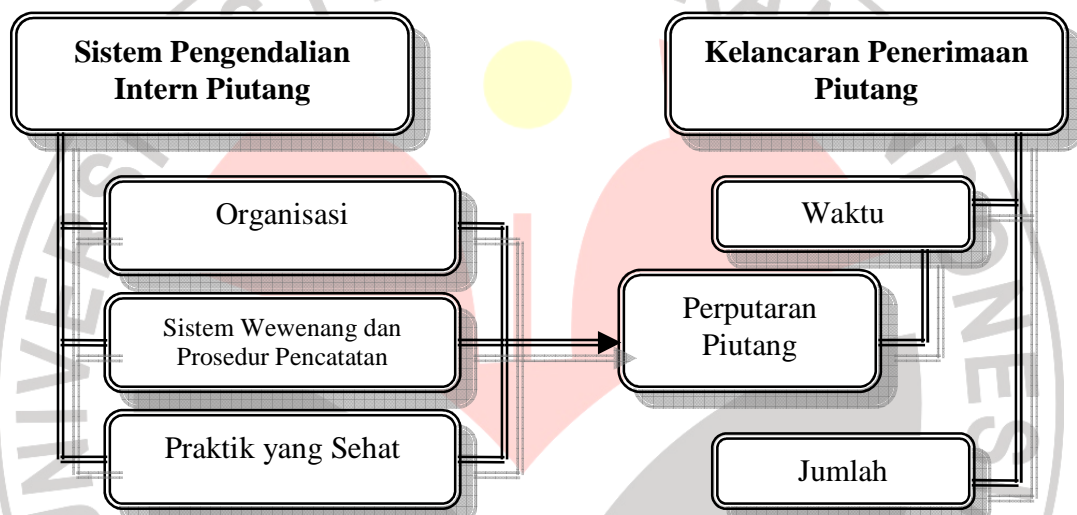 Sistem Pengendalian
Intern Piutang
Kelancaran Penerimaan
Piutang
Organisasi
Waktu
Sistem Wewenang dan
Prosedur Pencatatan
Perputaran
Piutang
Praktik yang Sehat
Jumlah